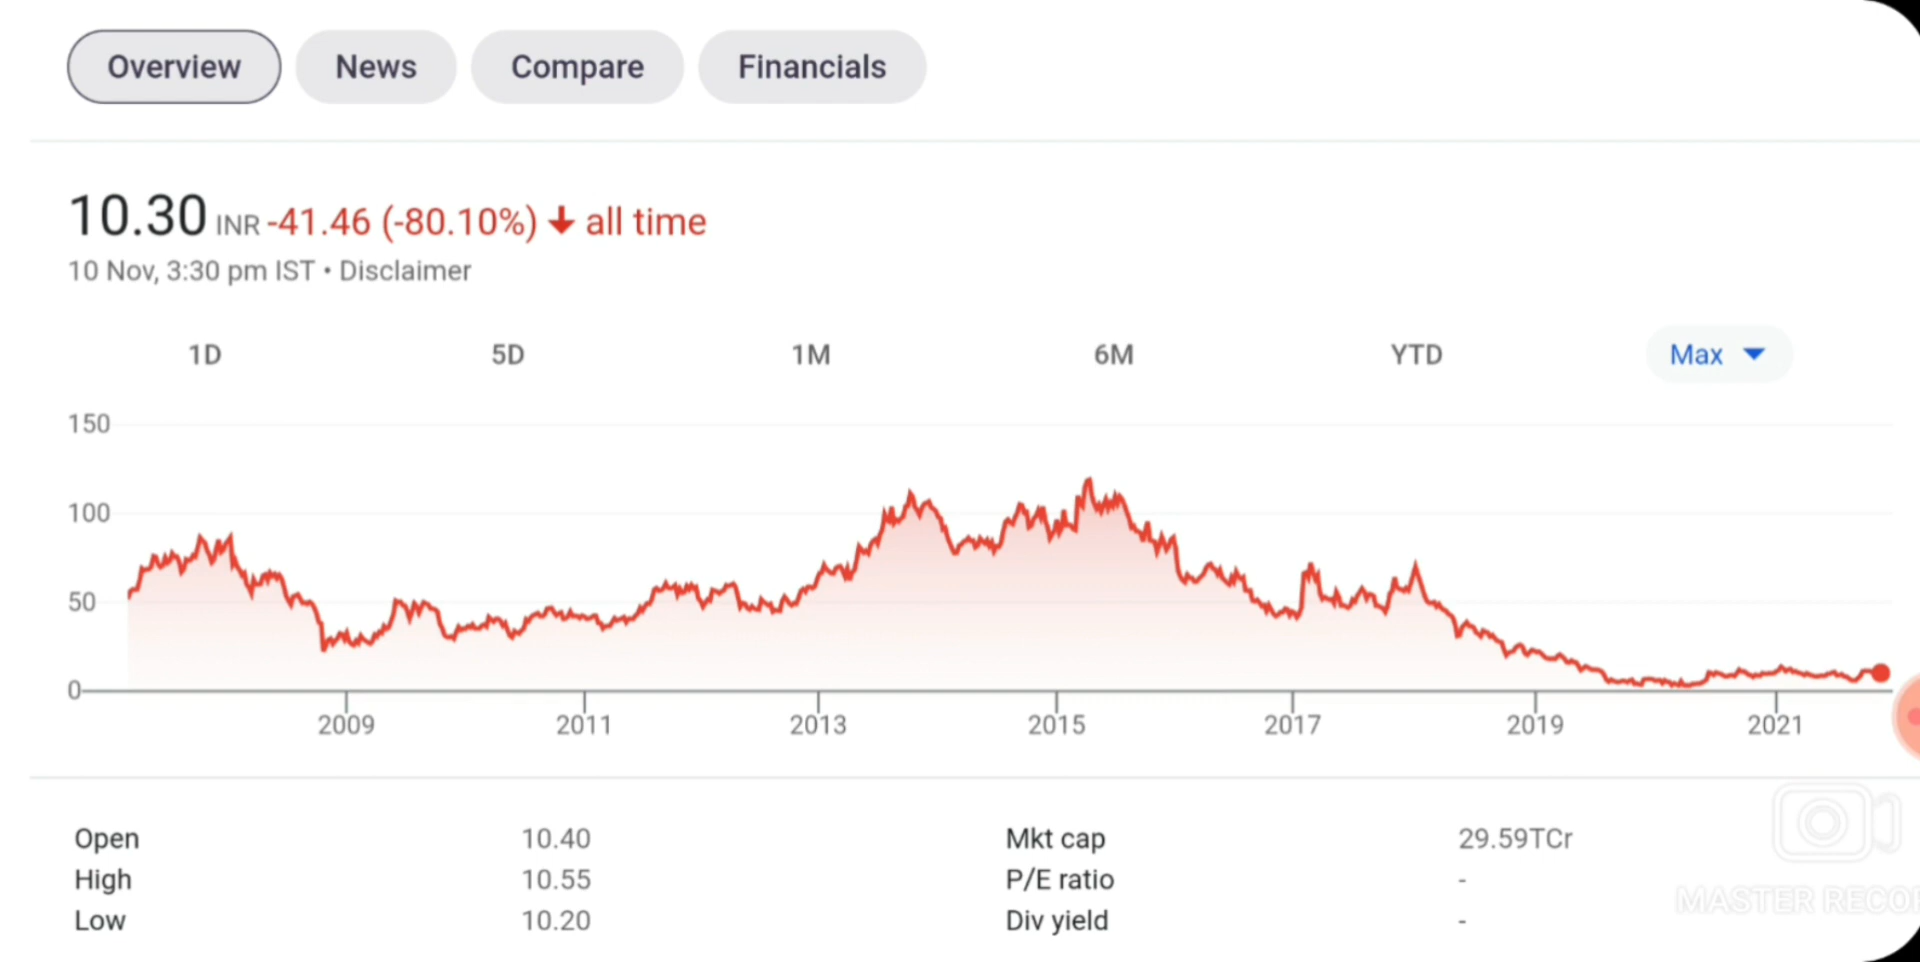 Overview News Compare Financials
10.30 INR -41.46 (-80.10%) all time
10 Nov, 3:30 pm IST • Disclaimer
1D 5D 1M 6M YTD Max
150
100
50
0
2009 2011 2013 2015 2017 2019 2021
Open 10.40 Mkt cap 29.59TCr
High 10.55 P/E ratio -
Low 10.20 Div yield -
MASTER RECOR